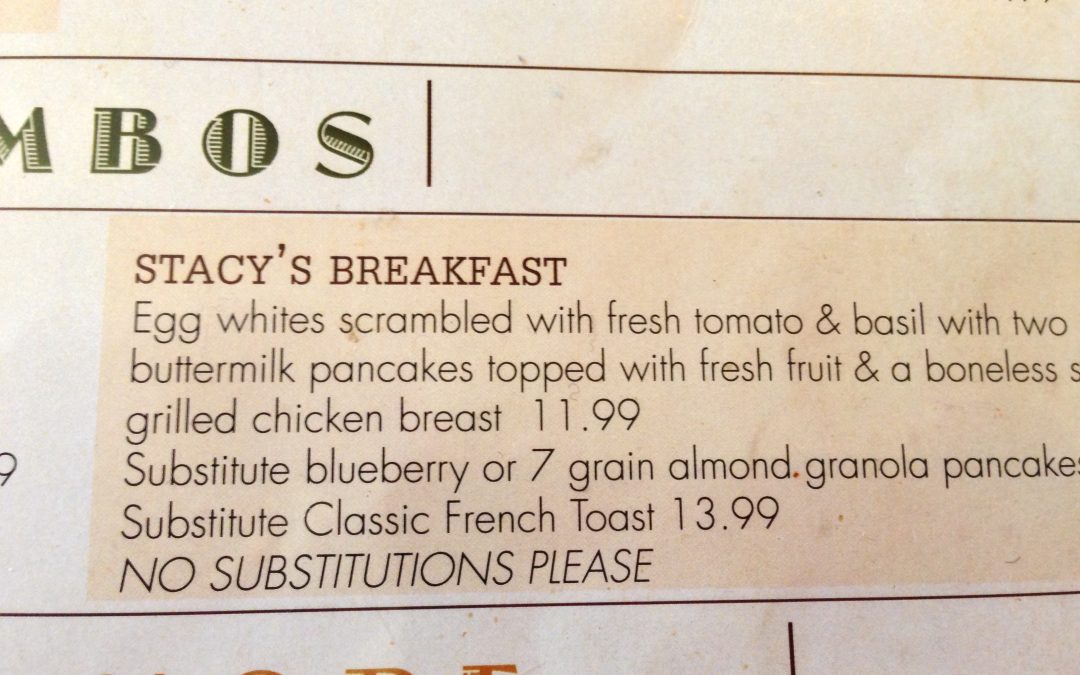 MBOS
STACY'S BREAKFAST
Egg whites scrambled with fresh tomato & basil with two
buttermilk pancakes topped with fresh fruit & a boneless
grilled chicken breast 11.99
Substitute blueberry or 7 grain almond granola pancakes
Substitute Classic French Toast 13.99
NO SUBSTITUTIONS PLEASE